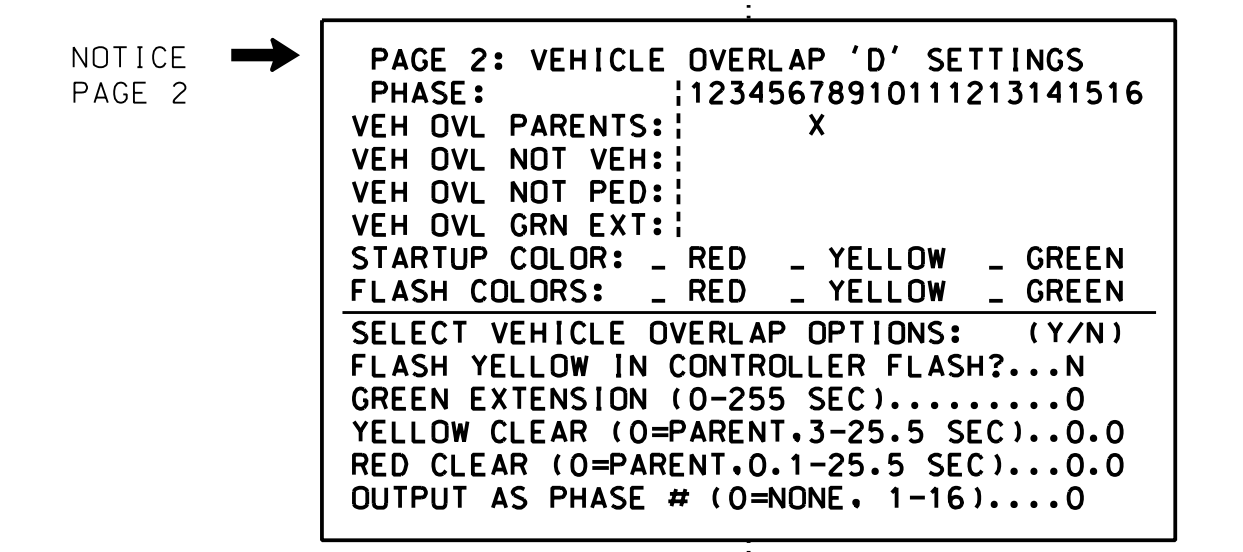 NOTICE
PAGE 2
PAGE 2: VEHICLE OVERLAP 'D' SETTINGS
PHASE: ¦12345678910111213141516
VEH OVL PARENTS:¦ X
VEH OVL NOT VEH:¦
VEH OVL NOT PED:¦
VEH OVL GRN EXT:¦
STARTUP COLOR: _ RED _ YELLOW _ GREEN
FLASH COLORS: _ RED _ YELLOW _ GREEN
SELECT VEHICLE OVERLAP OPTIONS: (Y/N)
FLASH YELLOW IN CONTROLLER FLASH?...N
GREEN EXTENSION (0-255 SEC).........0
YELLOW CLEAR (0=PARENT,3-25.5 SEC)..0.0
RED CLEAR (0=PARENT,0.1-25.5 SEC)...0.0
OUTPUT AS PHASE # (0=NONE, 1-16)....0